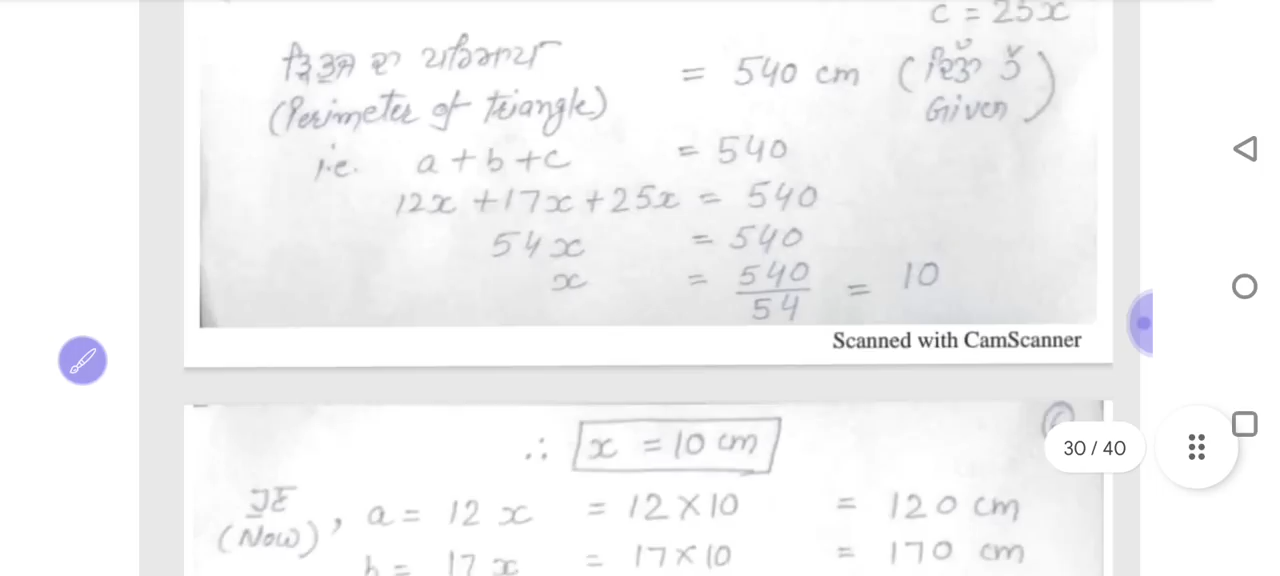 c = 25x
= 540 cm (
(Perimeter of triangle)
Given )
i.e. a + b + c = 540
12x + 17x + 25x = 540
54x = 540
x = 540/54 = 10
Scanned with CamScanner
∴ x = 10 cm
30 / 40
(Now), a = 12x = 12 × 10 = 120 cm
b = 17x = 17 × 10 = 170 cm